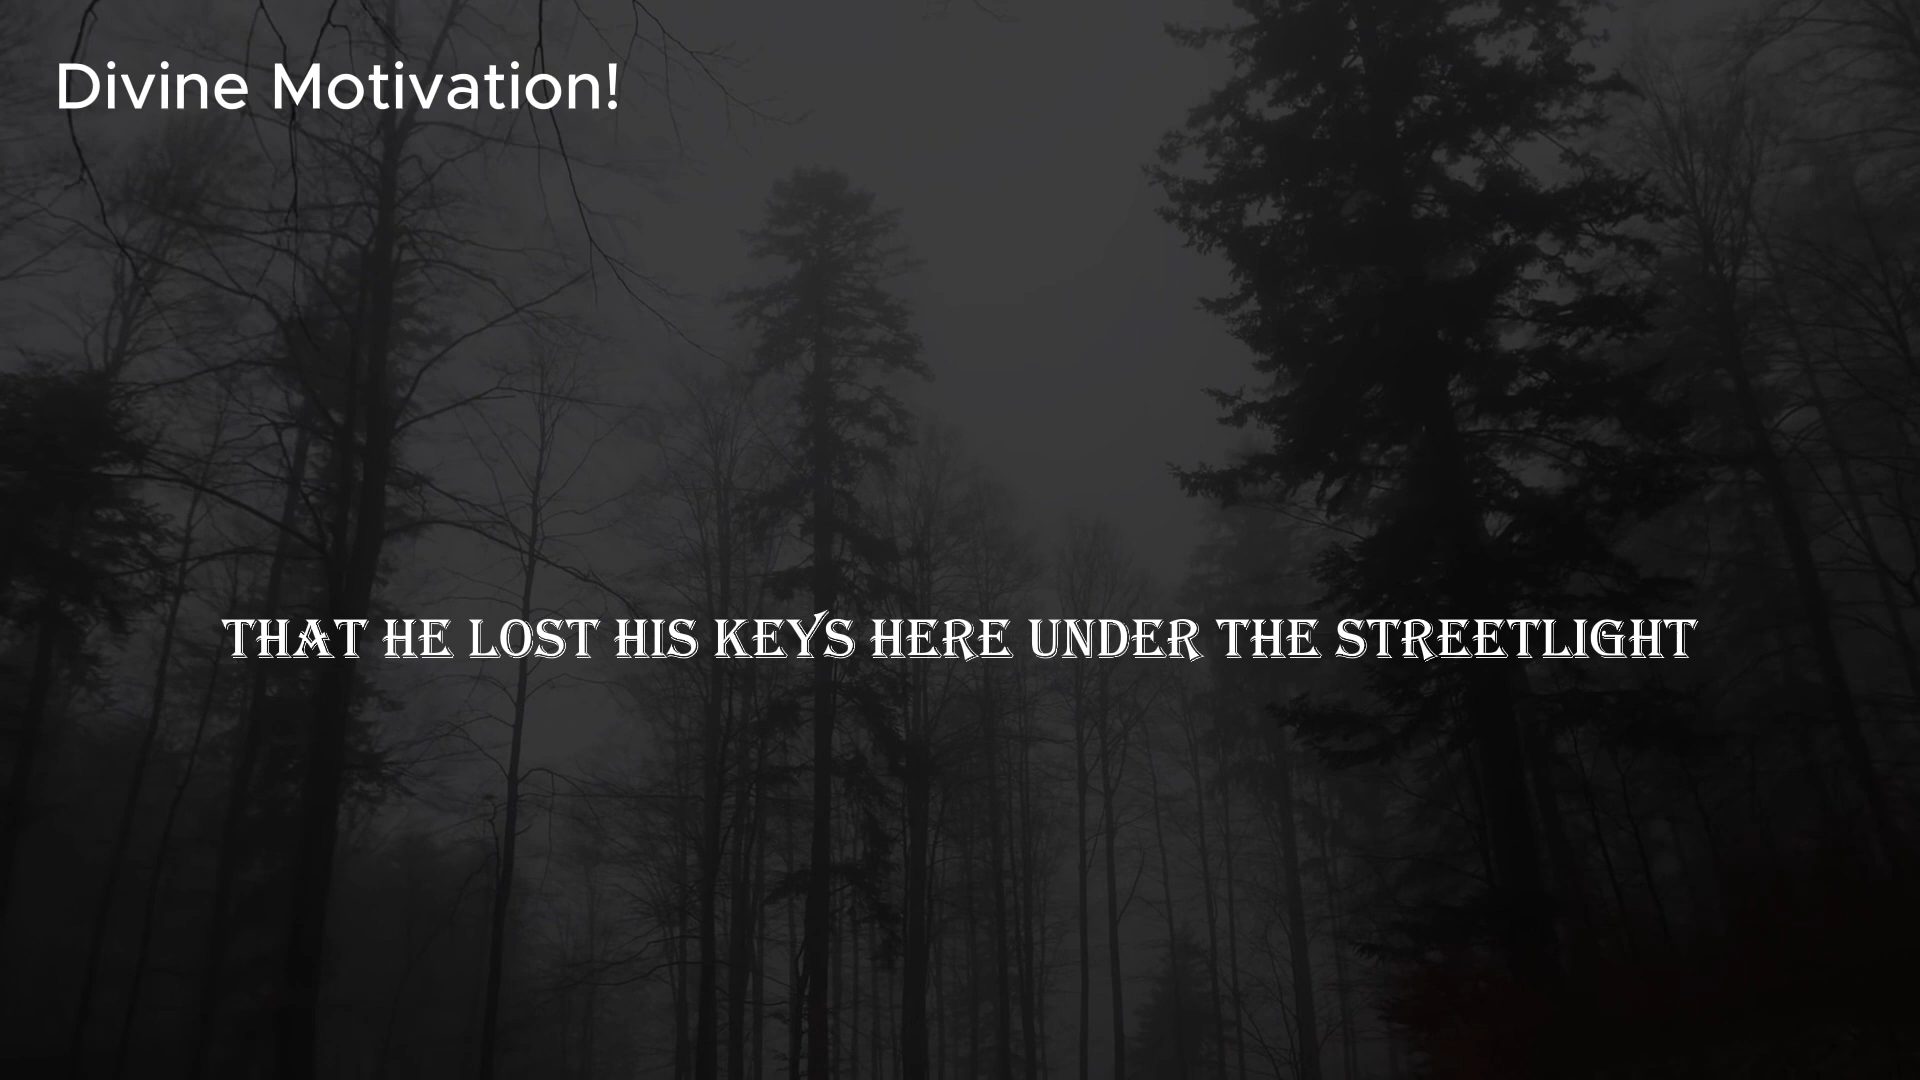 Divine Motivation!
THAT HE LOST HIS KEYS HERE UNDER THE STREETLIGHT